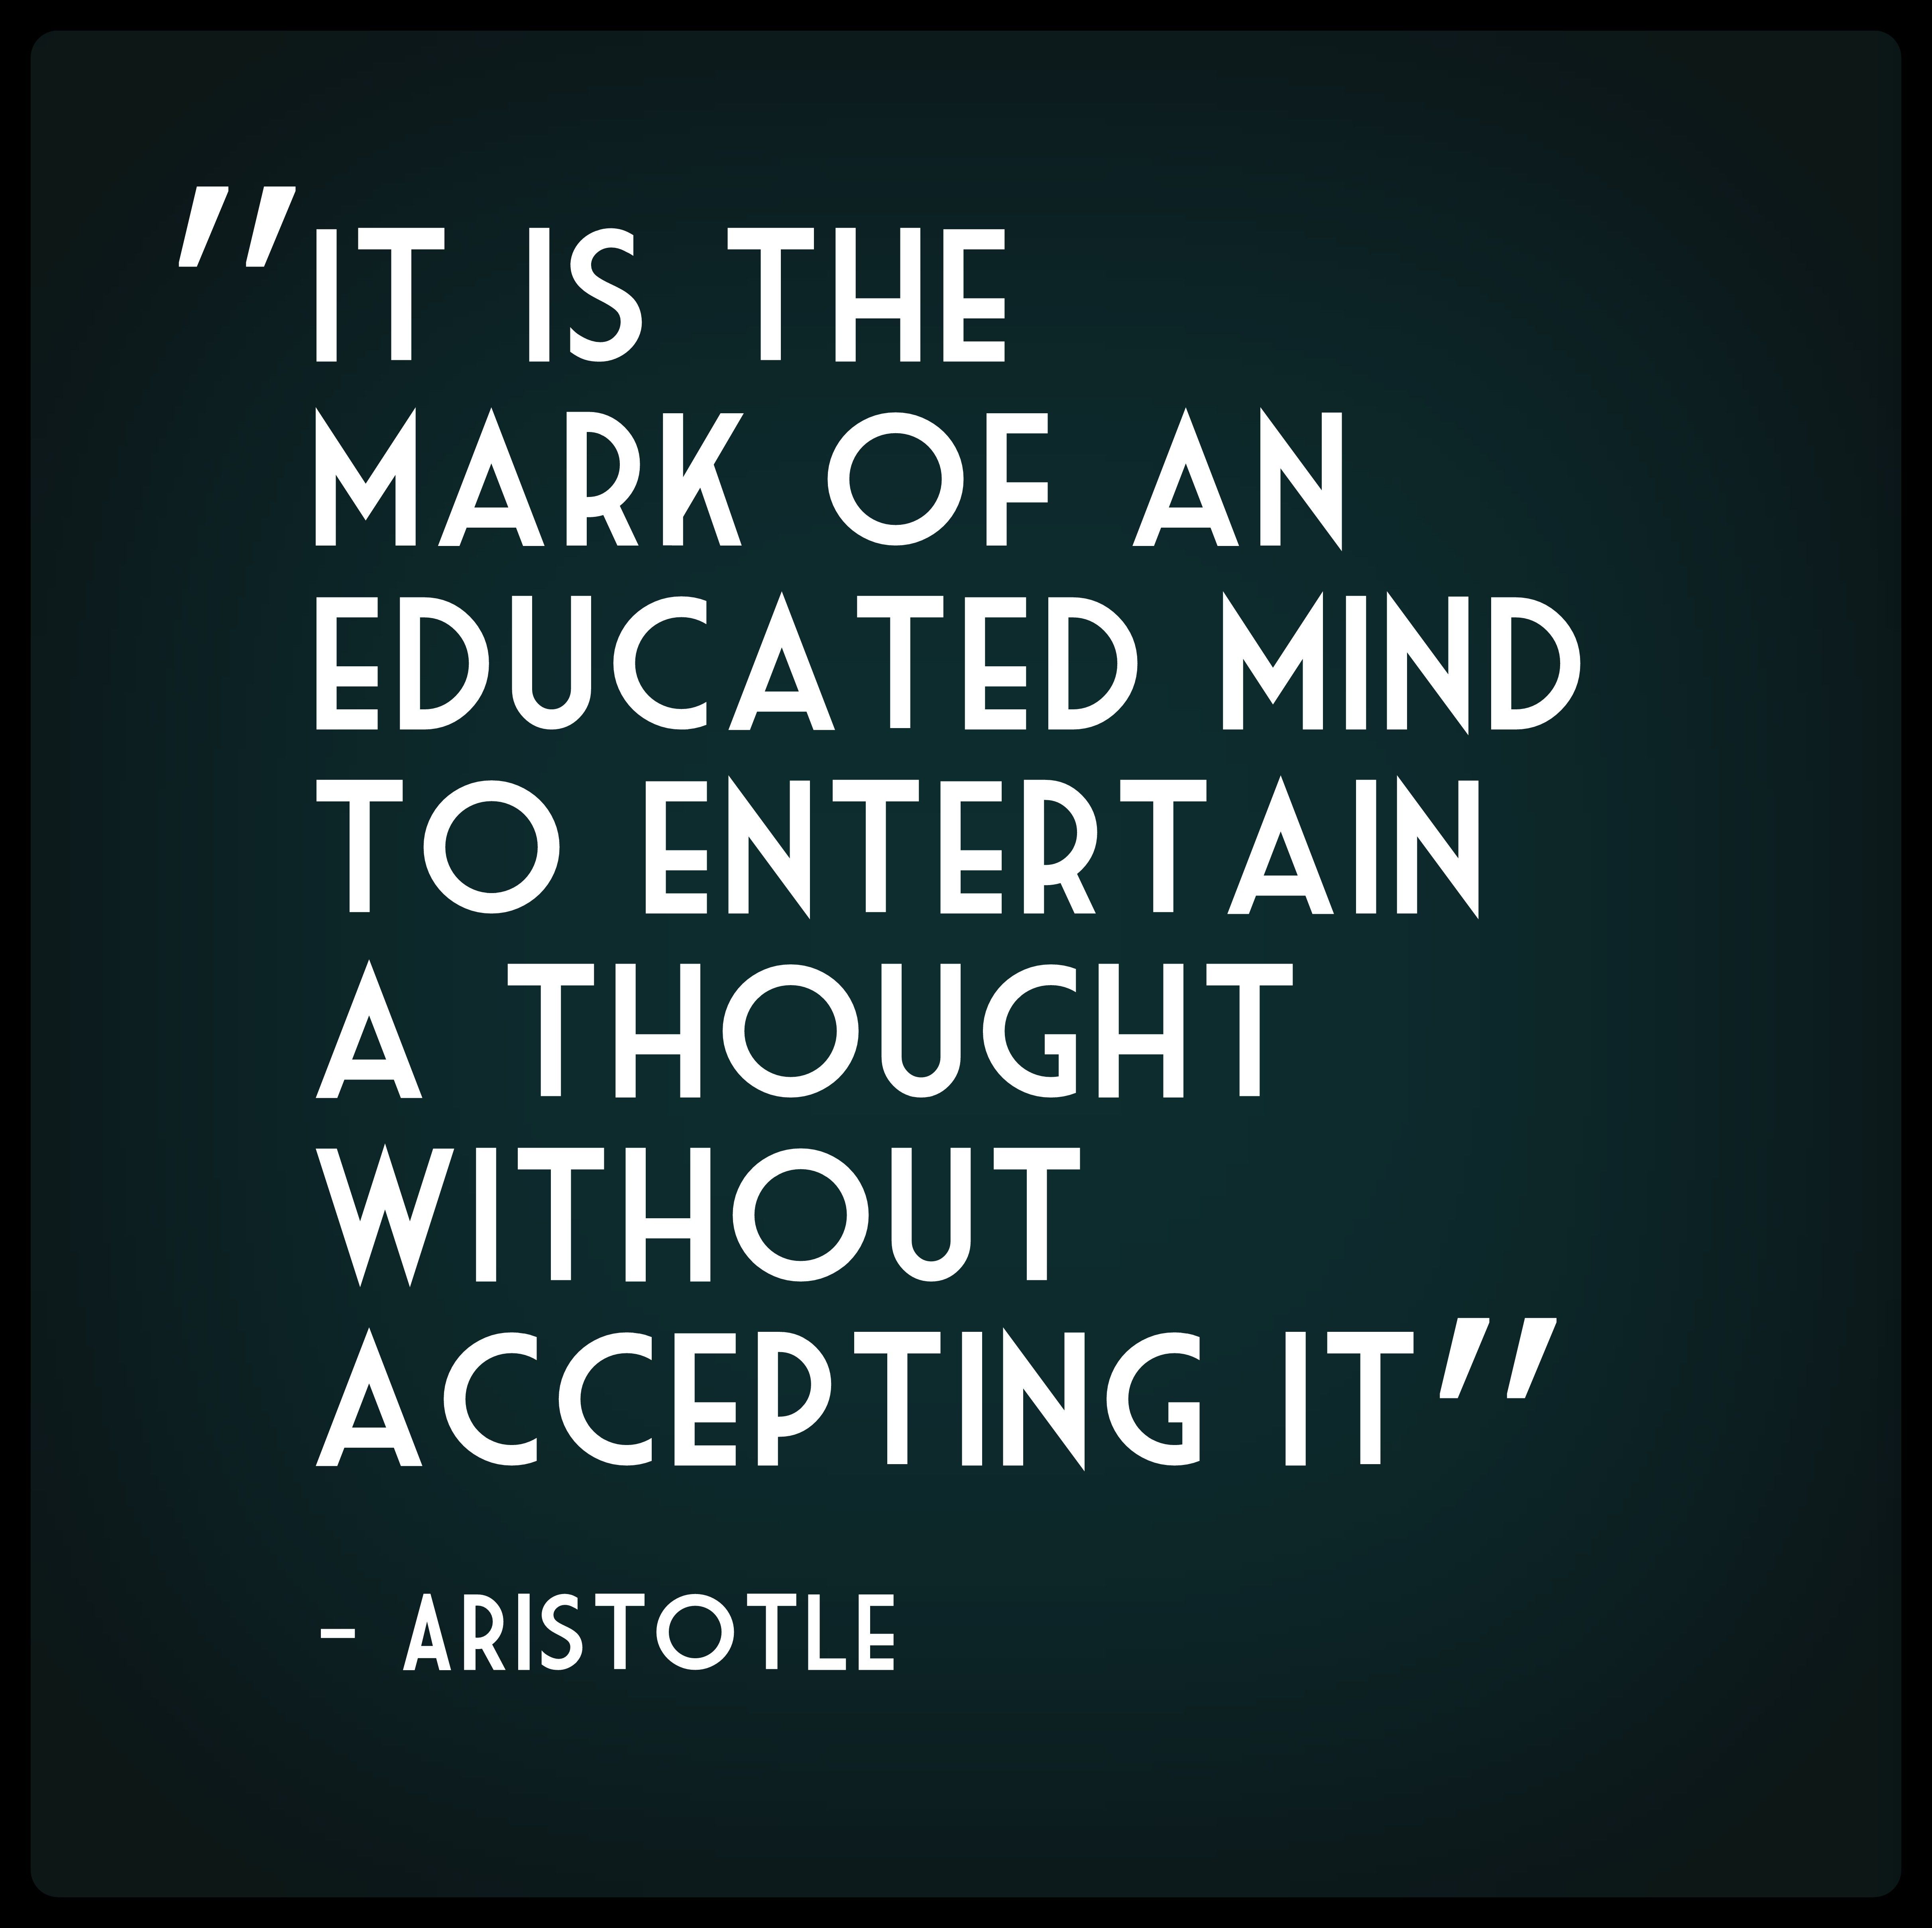 "IT IS THE
MARK OF AN
EDUCATED MIND
TO ENTERTAIN
A THOUGHT
WITHOUT
ACCEPTING IT"
- ARISTOTLE